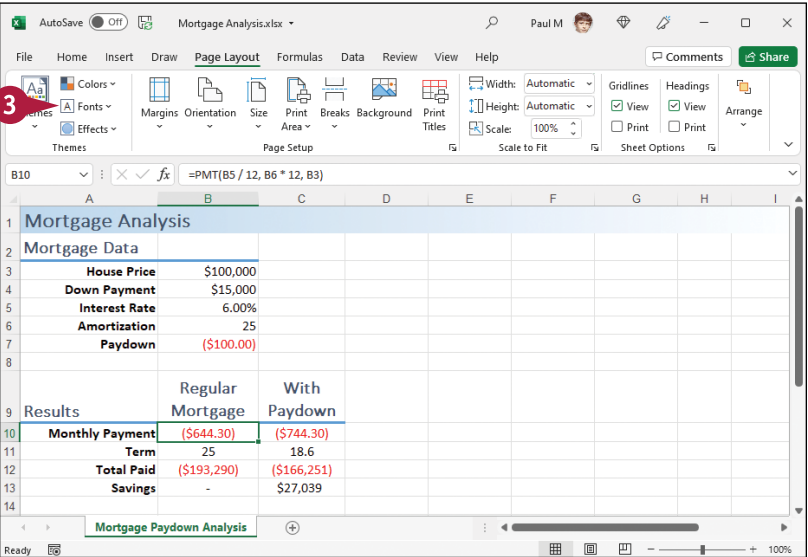 AutoSave Off Mortgage Analysis.xlsx Paul M
File Home Insert Draw Page Layout Formulas Data Review View Help Comments Share
Aa Colors Width: Automatic Gridlines Headings
3 A Fonts Margins Orientation Size Print Area Breaks Background Print Titles Height: Automatic View View Arrange
Effects Scale: 100% Print Print
Themes Page Setup Scale to Fit Sheet Options
B10 fx =PMT(B5 / 12, B6 * 12, B3)
A B C D E F G H I
1 Mortgage Analysis
2 Mortgage Data
3 House Price $100,000
4 Down Payment $15,000
5 Interest Rate 6.00%
6 Amortization 25
7 Paydown ($100.00)
8
Regular With
9 Results Mortgage Paydown
10 Monthly Payment ($644.30) ($744.30)
11 Term 25 18.6
12 Total Paid ($193,290) ($166,251)
13 Savings - $27,039
14
Mortgage Paydown Analysis
Ready 100%